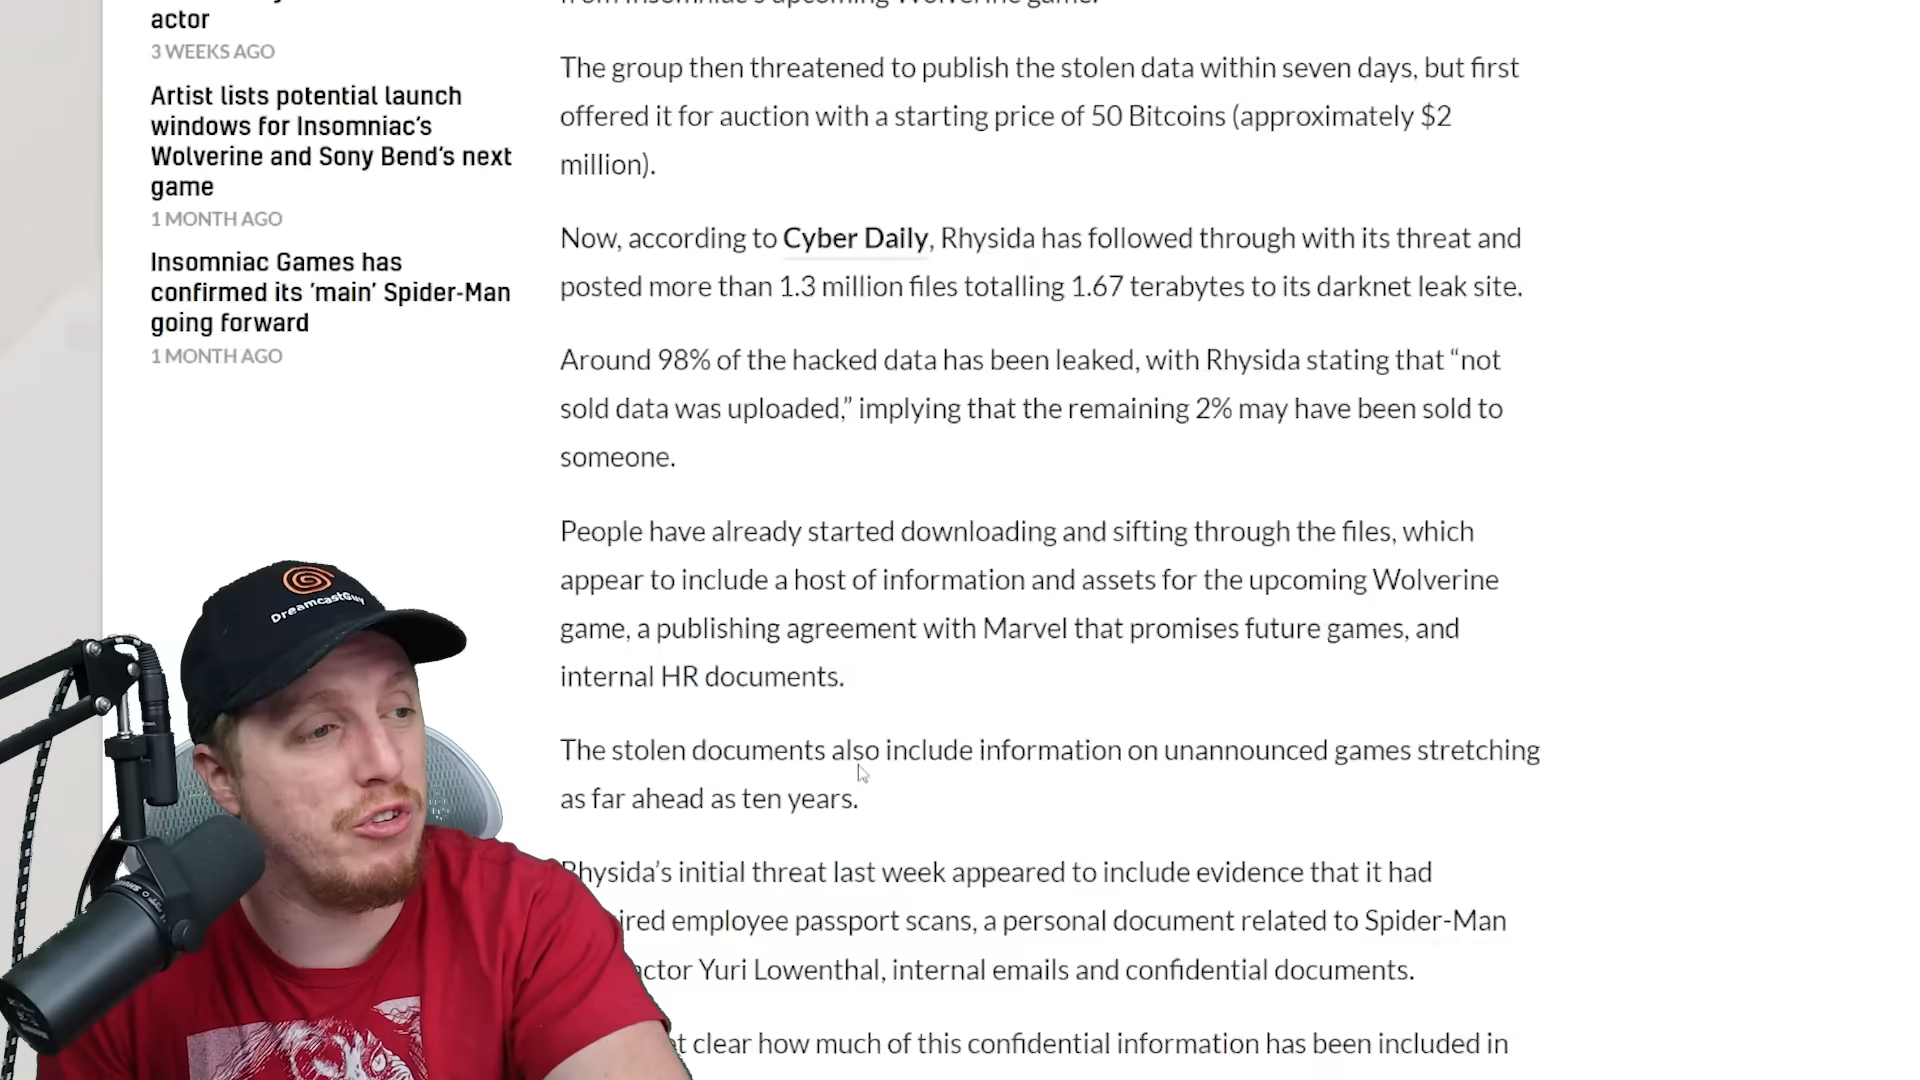 actor
3 WEEKS AGO
Artist lists potential launch
windows for Insomniac's
Wolverine and Sony Bend's next
game
1 MONTH AGO
Insomniac Games has
confirmed its 'main' Spider-Man
going forward
1 MONTH AGO
from Insomniac's upcoming Wolverine game.
The group then threatened to publish the stolen data within seven days, but first
offered it for auction with a starting price of 50 Bitcoins (approximately $2
million).
Now, according to Cyber Daily, Rhysida has followed through with its threat and
posted more than 1.3 million files totalling 1.67 terabytes to its darknet leak site.
Around 98% of the hacked data has been leaked, with Rhysida stating that “not
sold data was uploaded,” implying that the remaining 2% may have been sold to
someone.
People have already started downloading and sifting through the files, which
appear to include a host of information and assets for the upcoming Wolverine
game, a publishing agreement with Marvel that promises future games, and
internal HR documents.
The stolen documents also include information on unannounced games stretching
as far ahead as ten years.
Rhysida’s initial threat last week appeared to include evidence that it had
ired employee passport scans, a personal document related to Spider-Man
actor Yuri Lowenthal, internal emails and confidential documents.
clear how much of this confidential information has been included in
DreamcastGuy
SHURE